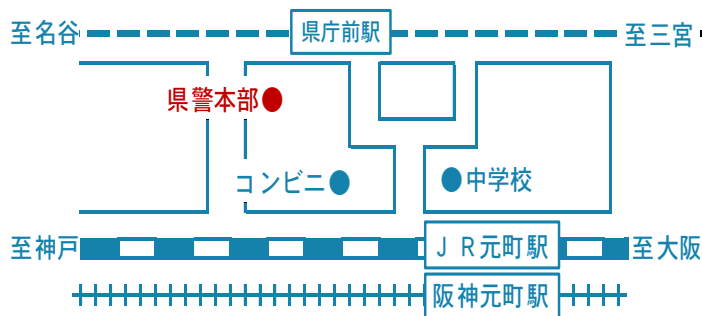 至名谷
県庁前駅
至三宮
県警本部
コンビニ
中学校
至神戸
JR元町駅
至大阪
阪神元町駅